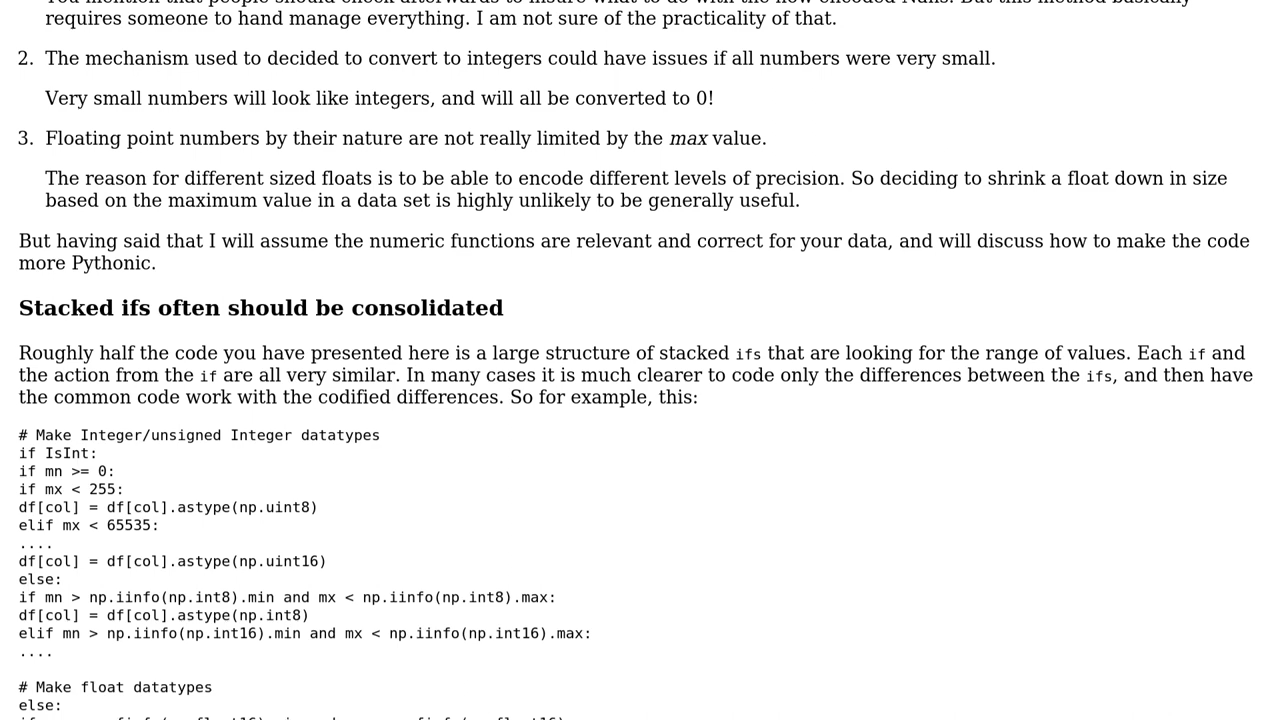 requires someone to hand manage everything. I am not sure of the practicality of that.
2. The mechanism used to decided to convert to integers could have issues if all numbers were very small.
Very small numbers will look like integers, and will all be converted to 0!
3. Floating point numbers by their nature are not really limited by the max value.
The reason for different sized floats is to be able to encode different levels of precision. So deciding to shrink a float down in size
based on the maximum value in a data set is highly unlikely to be generally useful.
But having said that I will assume the numeric functions are relevant and correct for your data, and will discuss how to make the code
more Pythonic.
Stacked ifs often should be consolidated
Roughly half the code you have presented here is a large structure of stacked ifs that are looking for the range of values. Each if and
the action from the if are all very similar. In many cases it is much clearer to code only the differences between the ifs, and then have
the common code work with the codified differences. So for example, this:
# Make Integer/unsigned Integer datatypes
if IsInt:
if mn >= 0:
if mx < 255:
df[col] = df[col].astype(np.uint8)
elif mx < 65535:
....
df[col] = df[col].astype(np.uint16)
else:
if mn > np.iinfo(np.int8).min and mx < np.iinfo(np.int8).max:
df[col] = df[col].astype(np.int8)
elif mn > np.iinfo(np.int16).min and mx < np.iinfo(np.int16).max:
....
# Make float datatypes
else: